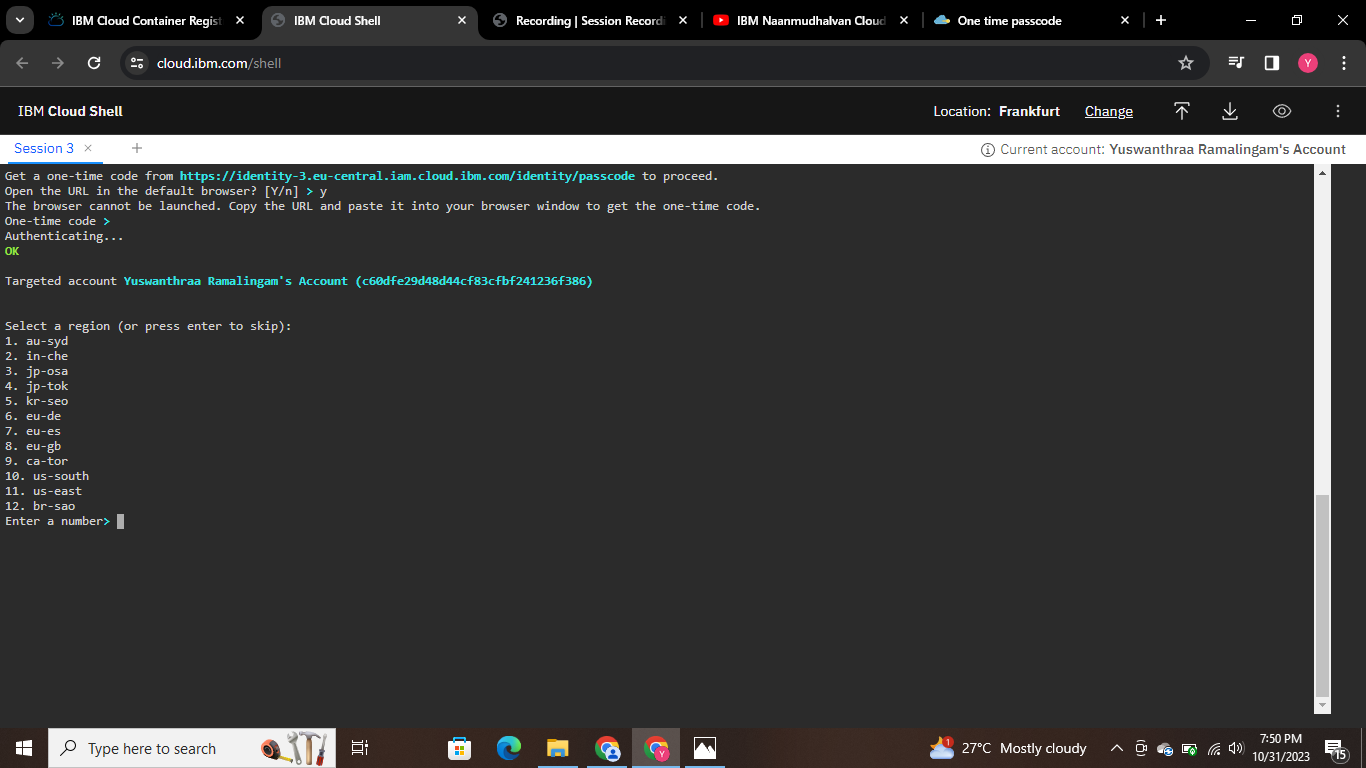 IBM Cloud Container Regist
IBM Cloud Shell
Recording | Session Recordi
IBM Naanmudhalvan Cloud
One time passcode
cloud.ibm.com/shell
Y
IBM Cloud Shell
Location: Frankfurt
Change
Session 3
Current account: Yuswanthraa Ramalingam's Account
Get a one-time code from https://identity-3.eu-central.iam.cloud.ibm.com/identity/passcode to proceed.
Open the URL in the default browser? [Y/n] > y
The browser cannot be launched. Copy the URL and paste it into your browser window to get the one-time code.
One-time code >
Authenticating...
OK
Targeted account Yuswanthraa Ramalingam's Account (c60dfe29d48d44cf83cfbf241236f386)
Select a region (or press enter to skip):
1. au-syd
2. in-che
3. jp-osa
4. jp-tok
5. kr-seo
6. eu-de
7. eu-es
8. eu-gb
9. ca-tor
10. us-south
11. us-east
12. br-sao
Enter a number>
Type here to search
Y
1
27°C Mostly cloudy
7:50 PM
10/31/2023
15